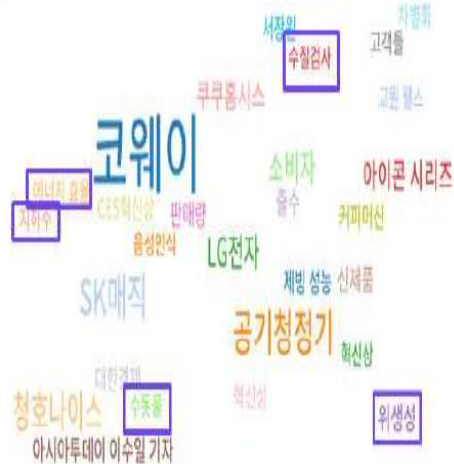 차별화
서장원
고객들
수질검사
쿠쿠홈시스
교원 웰스
코웨이
소비자
아이콘 시리즈
에너지 효율
CES혁신상
판매량
출수
커피머신
지하수
음성인식
LG전자
제빙 성능
신제품
SK매직
공기청정기
혁신상
대한경제
혁신성
청호나이스
수돗물
위생성
아시아투데이 이수일 기자